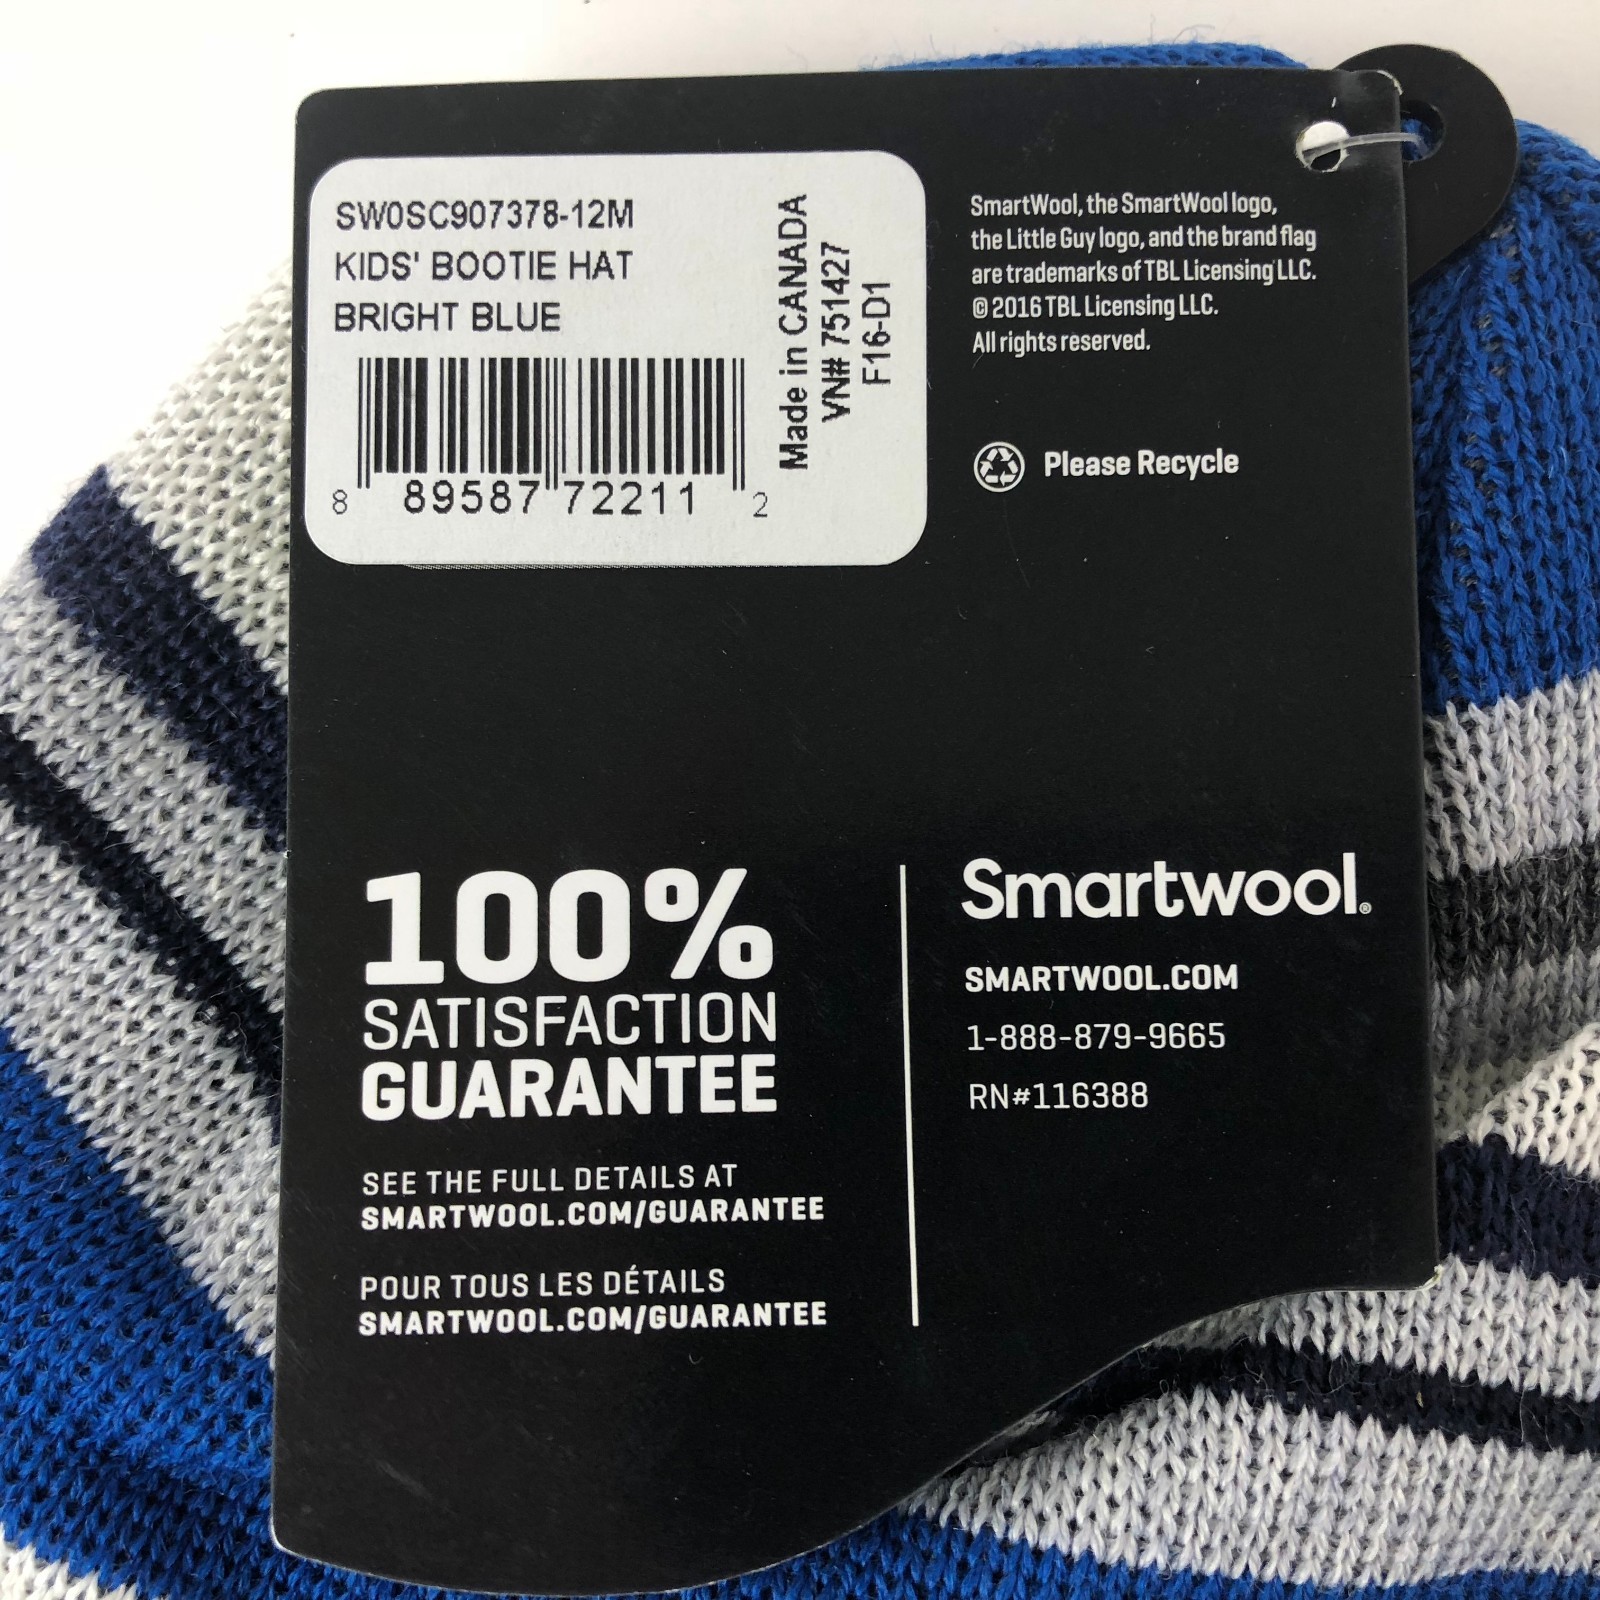 SW0SC907378-12M
KIDS' BOOTIE HAT
BRIGHT BLUE
8 89587 72211 2
Made in CANADA
VN# 751427
F16-D1
SmartWool, the SmartWool logo,
the Little Guy logo, and the brand flag
are trademarks of TBL Licensing LLC.
© 2016 TBL Licensing LLC.
All rights reserved.
Please Recycle
100%
SATISFACTION
GUARANTEE
SEE THE FULL DETAILS AT
SMARTWOOL.COM/GUARANTEE
POUR TOUS LES DÉTAILS
SMARTWOOL.COM/GUARANTEE
Smartwool®
SMARTWOOL.COM
1-888-879-9665
RN#116388